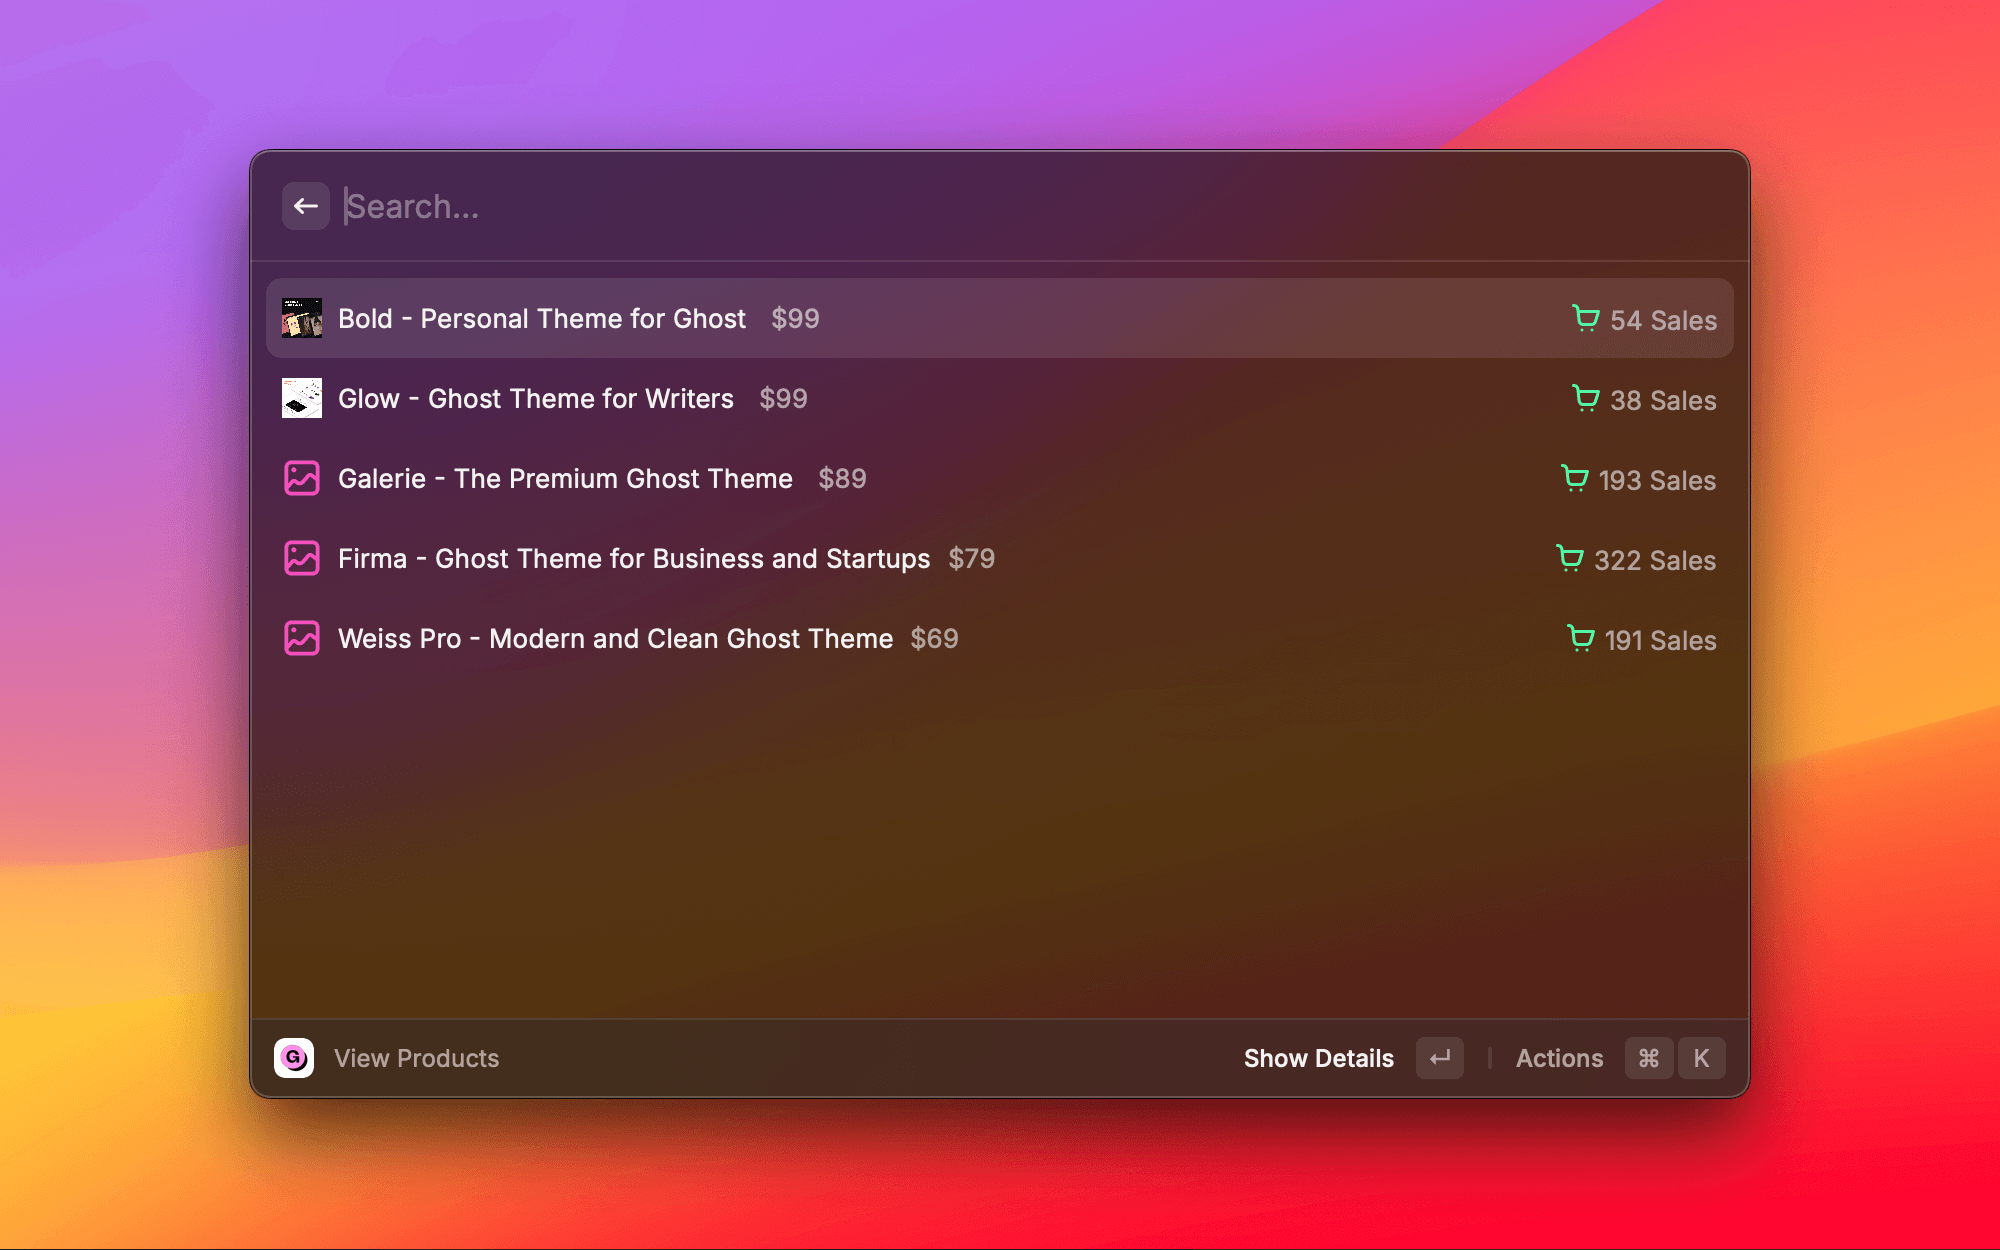 Search...
Bold - Personal Theme for Ghost $99 54 Sales
Glow - Ghost Theme for Writers $99 38 Sales
Galerie - The Premium Ghost Theme $89 193 Sales
Firma - Ghost Theme for Business and Startups $79 322 Sales
Weiss Pro - Modern and Clean Ghost Theme $69 191 Sales
G View Products Show Details ↵ Actions ⌘ K